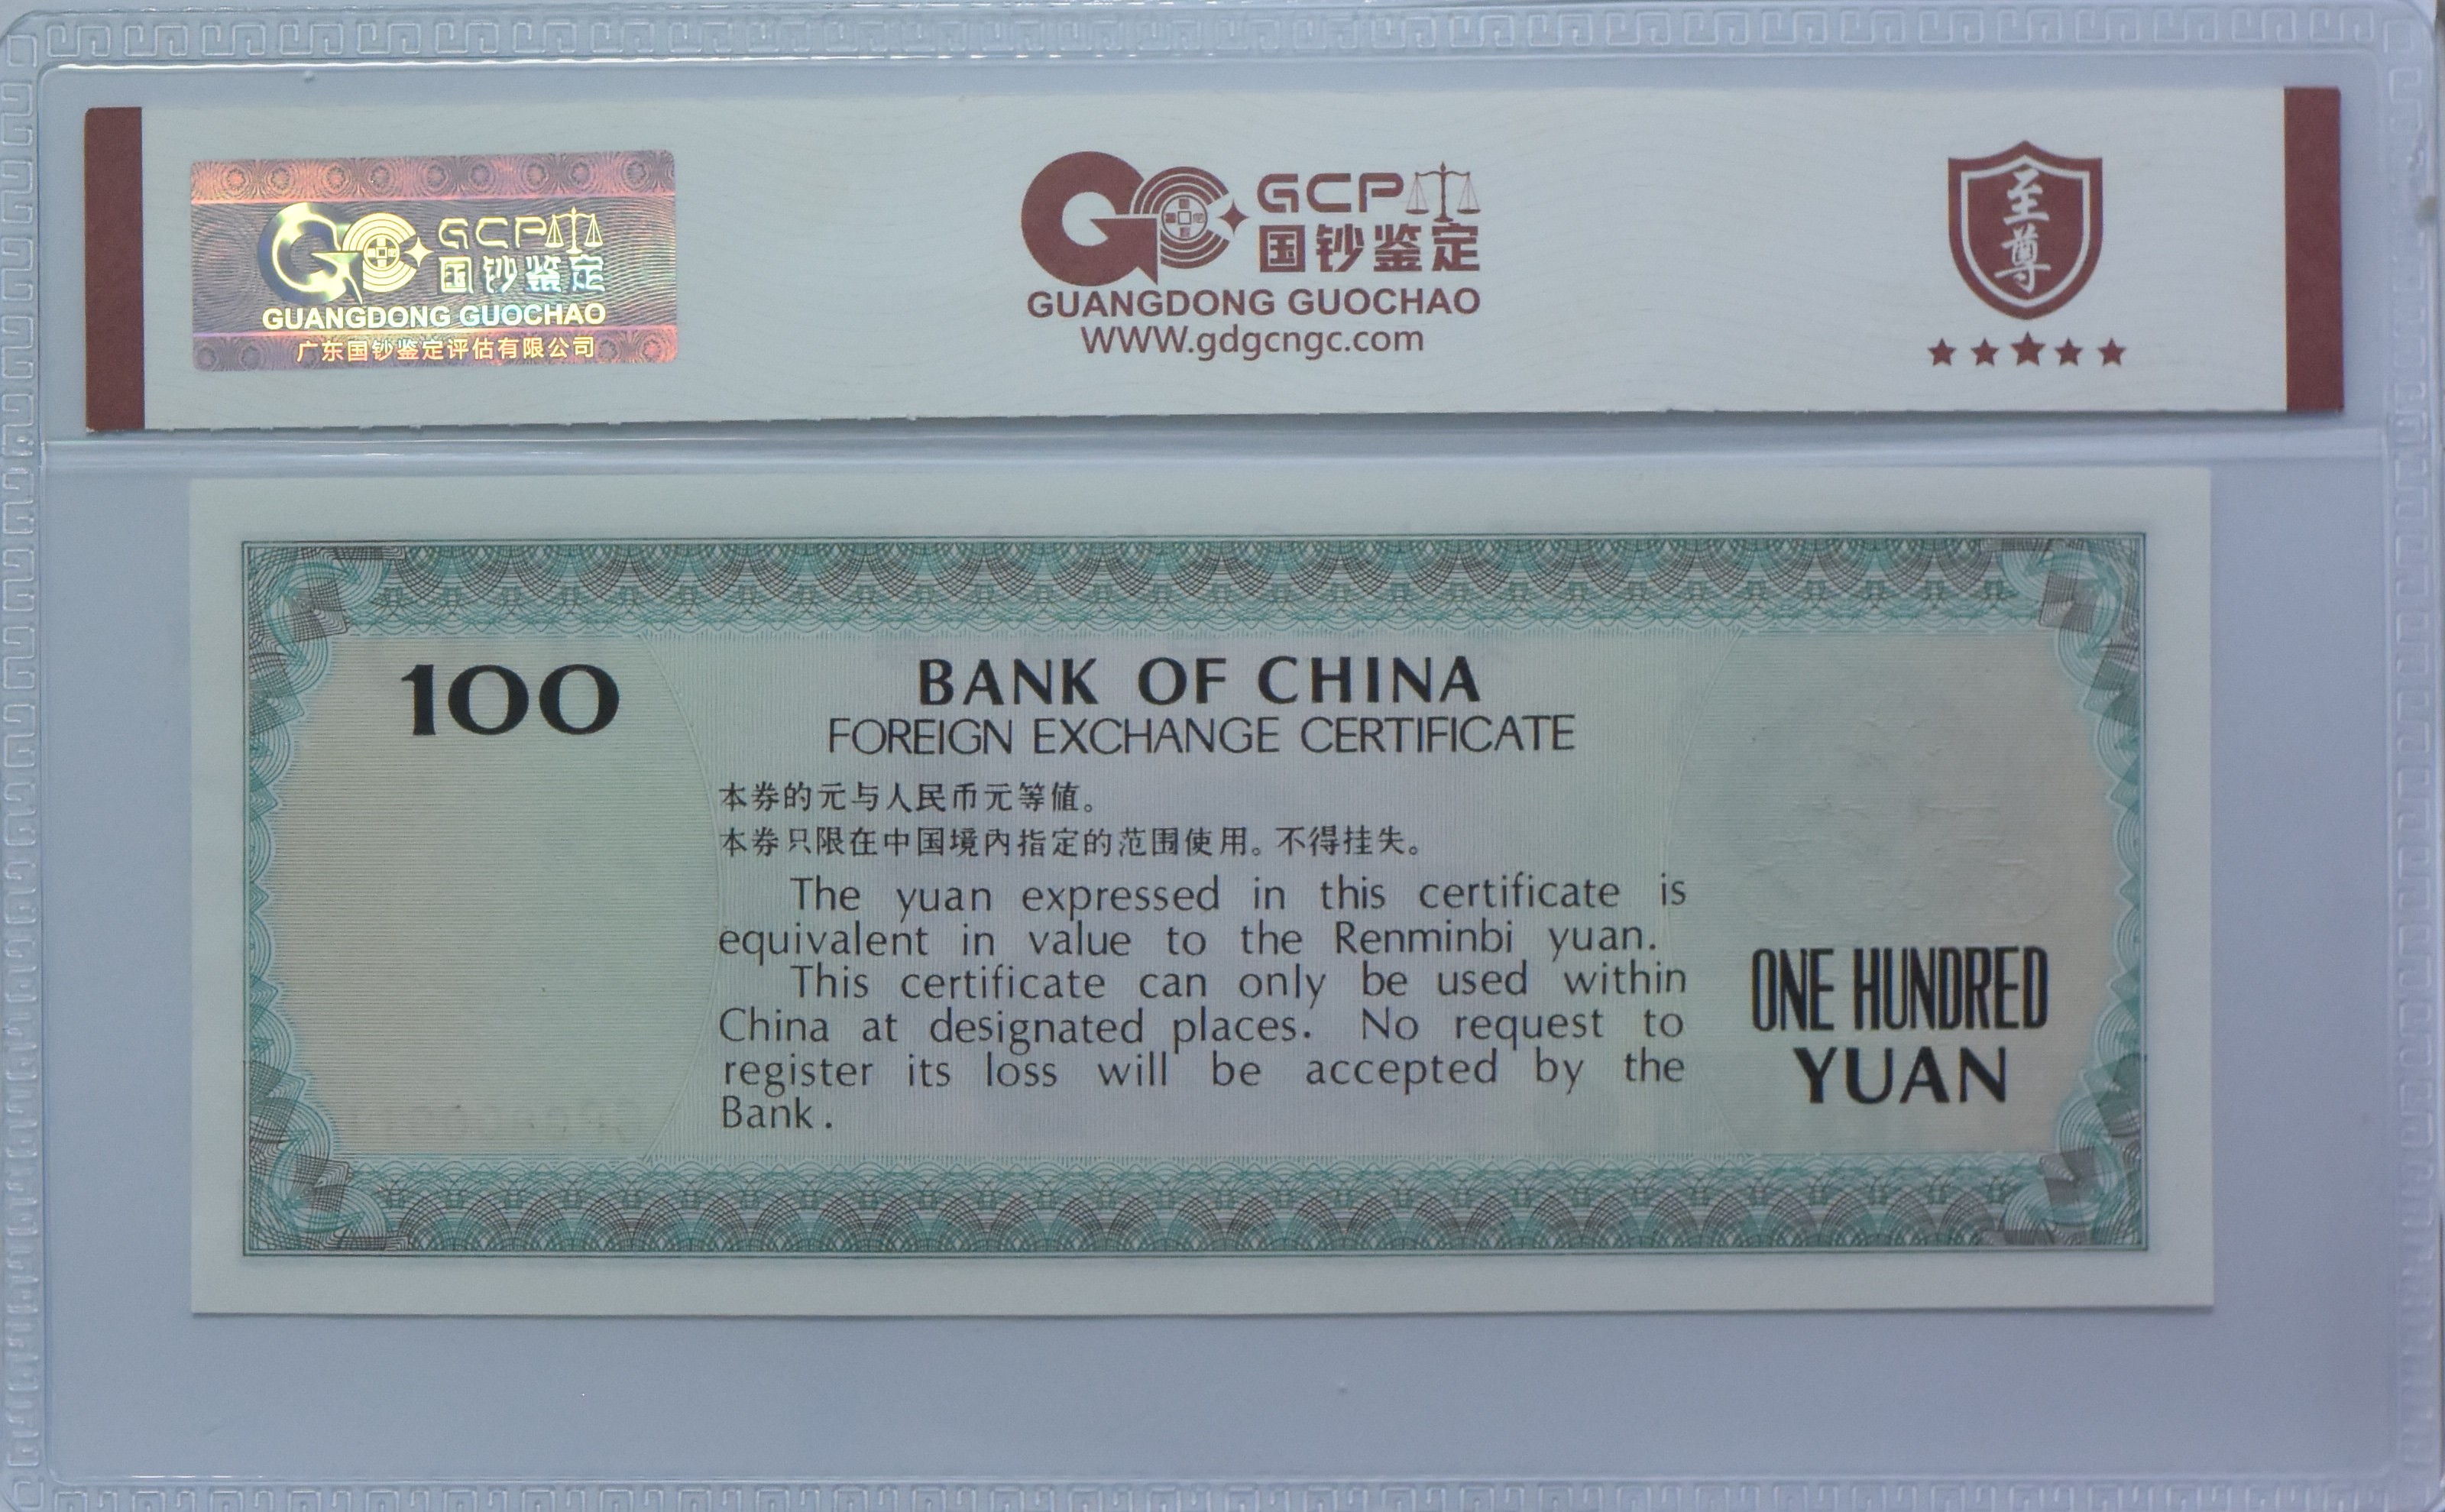 GCP
国钞鉴定
GUANGDONG GUOCHAO
广东国钞鉴定评估有限公司
GCP
国钞鉴定
GUANGDONG GUOCHAO
WWW.gdgcngc.com
至尊
100
BANK OF CHINA
FOREIGN EXCHANGE CERTIFICATE
本券的元与人民币元等値。
本券只限在中国境内指定的范围使用。不得挂失。
The yuan expressed in this certificate is
equivalent in value to the Renminbi yuan.
This certificate can only be used within
China at designated places. No request to
register its loss will be accepted by the
Bank.
ONE HUNDRED
YUAN